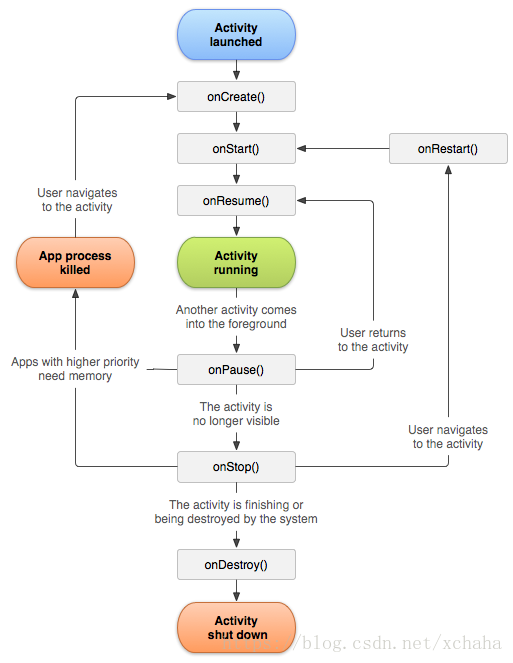 Activity
launched
onCreate()
onStart()
onRestart()
User navigates
to the activity
onResume()
App process
killed
Activity
running
Another activity comes
into the foreground
User returns
to the activity
Apps with higher priority
need memory
onPause()
The activity is
no longer visible
User navigates
to the activity
onStop()
The activity is finishing or
being destroyed by the system
onDestroy()
Activity
shut down
/blog.csdn.net/xchaha